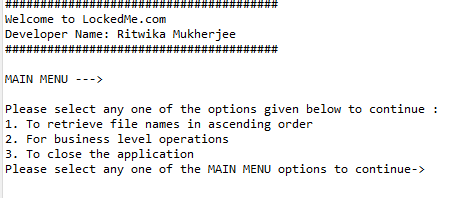 #######################################
Welcome to LockedMe.com
Developer Name: Ritwika Mukherjee
#######################################
MAIN MENU --->
Please select any one of the options given below to continue :
1. To retrieve file names in ascending order
2. For business level operations
3. To close the application
Please select any one of the MAIN MENU options to continue->